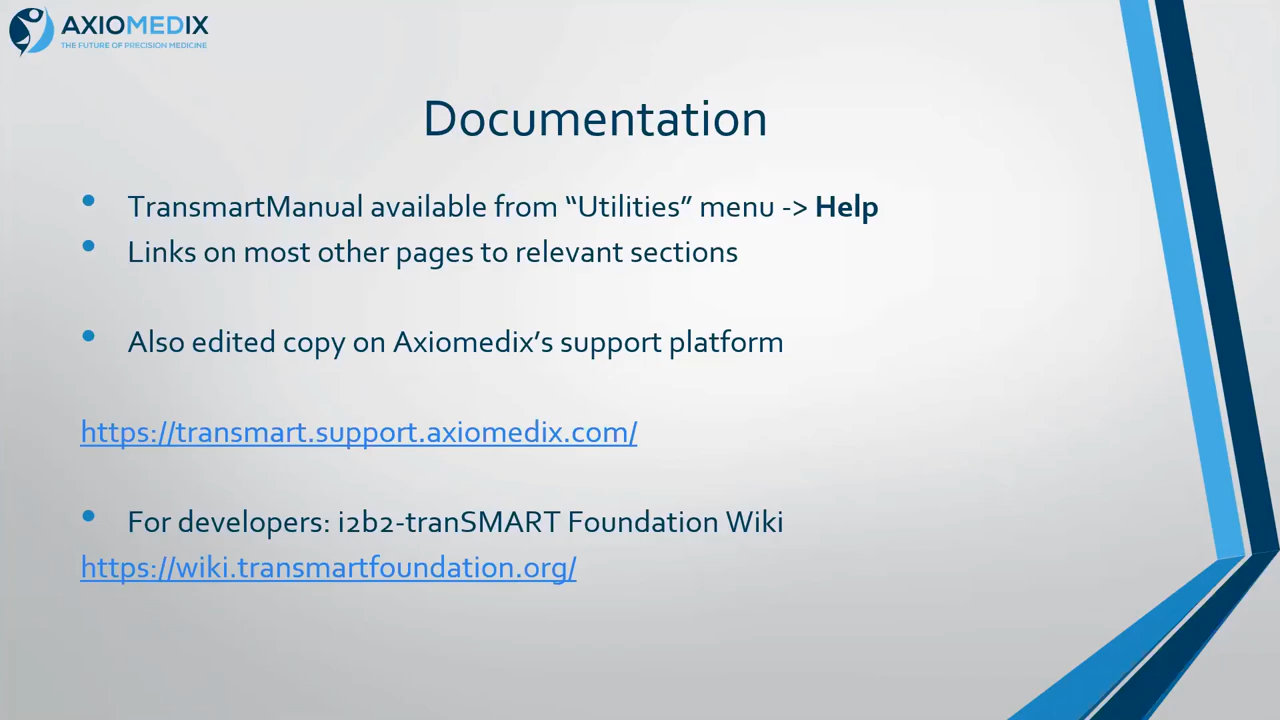 AXIOMEDIX
THE FUTURE OF PRECISION MEDICINE
Documentation
• TransmartManual available from “Utilities” menu -> Help
• Links on most other pages to relevant sections
• Also edited copy on Axiomedix’s support platform
https://transmart.support.axiomedix.com/
• For developers: i2b2-tranSMART Foundation Wiki
https://wiki.transmartfoundation.org/